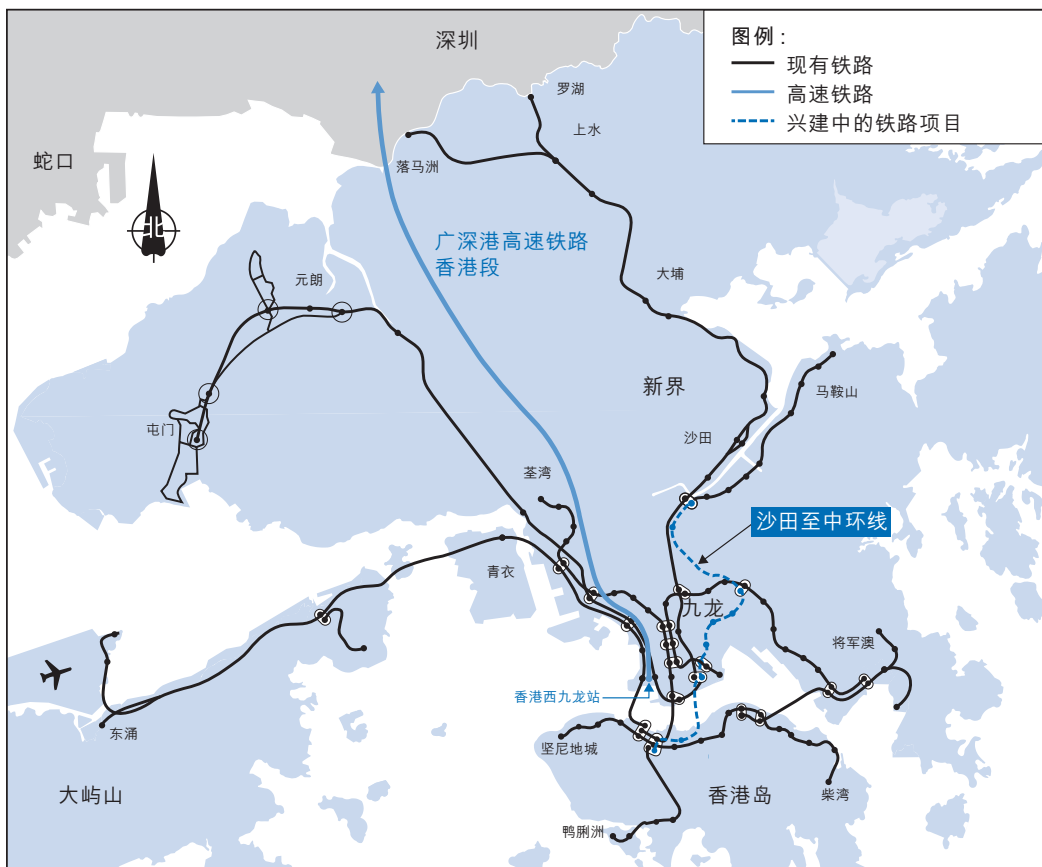 深圳
图例：
现有铁路
高速铁路
兴建中的铁路项目
罗湖
上水
蛇口
落马洲
广深港高速铁路
香港段
元朗
大埔
新界
马鞍山
屯门
沙田
荃湾
沙田至中环线
青衣
九龙
将军澳
香港西九龙站
东涌
坚尼地城
大屿山
香港岛
柴湾
鸭脷洲